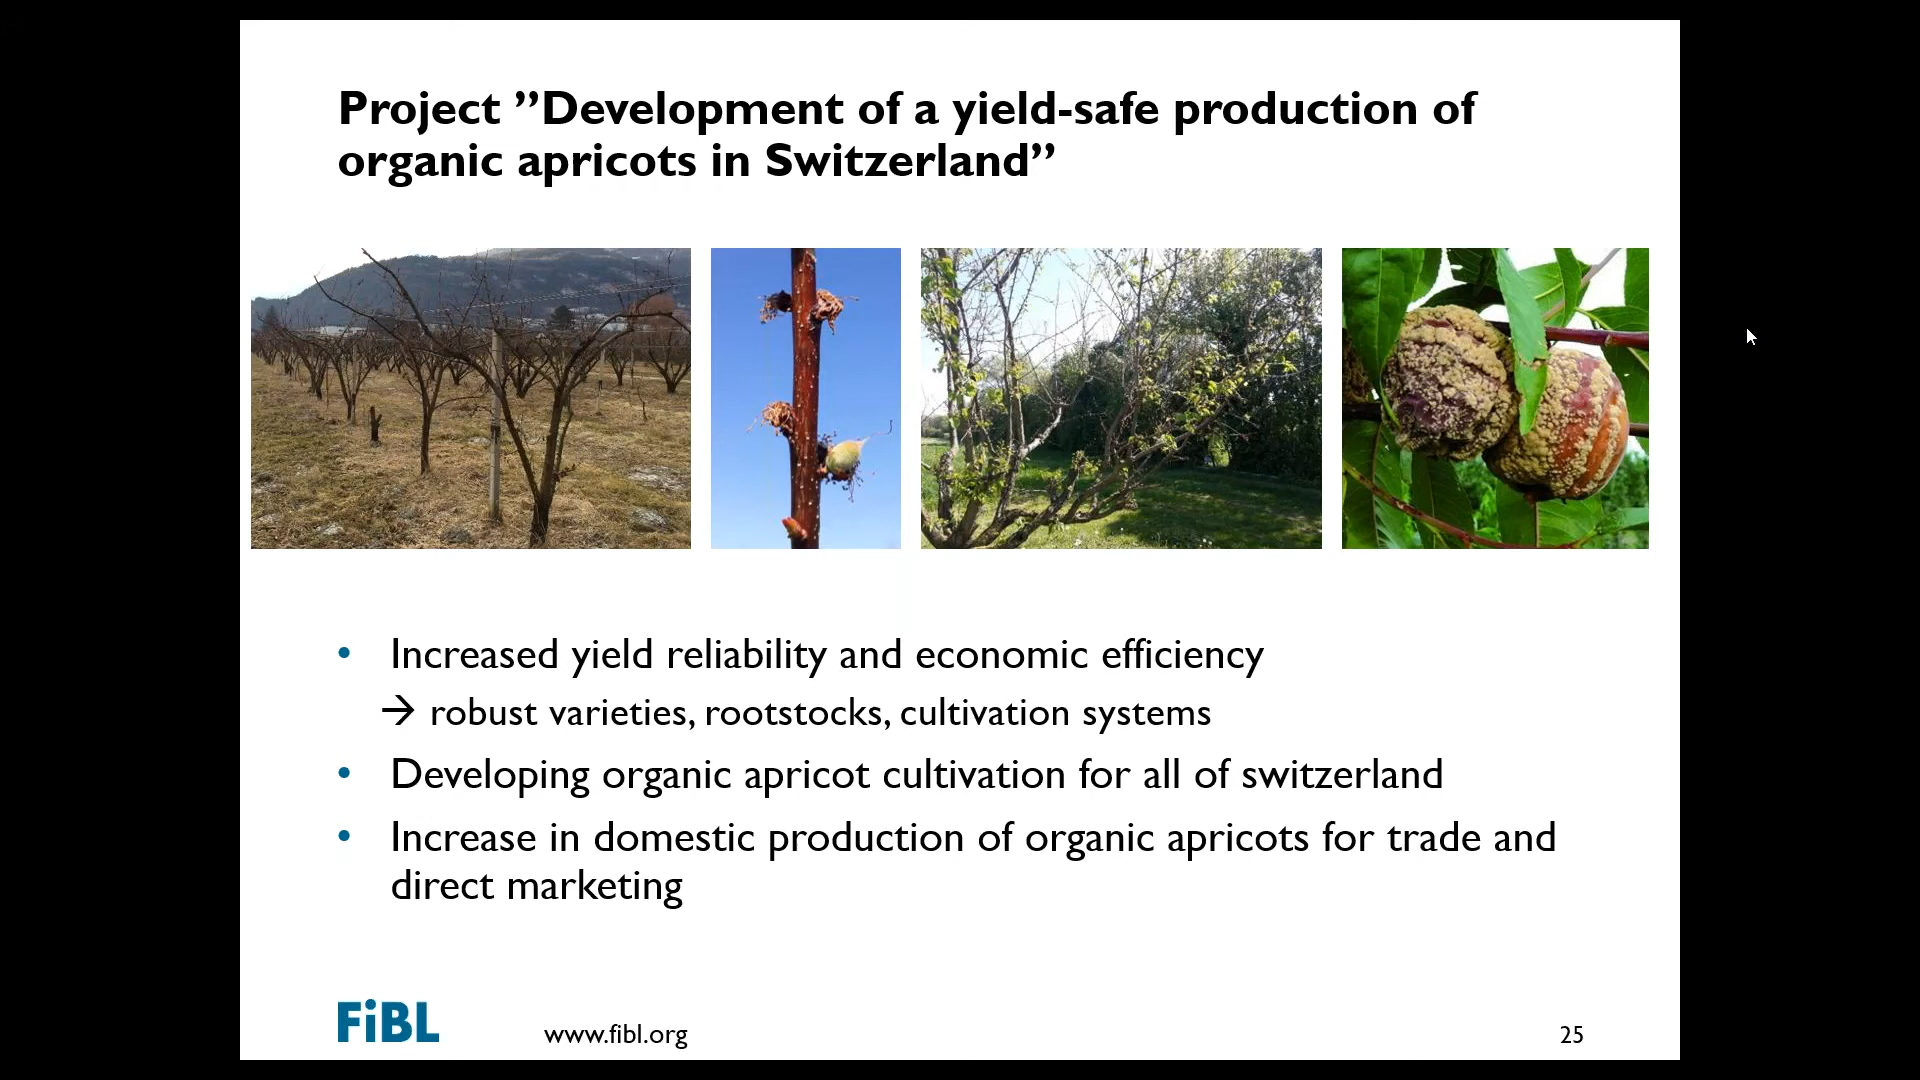 Project ”Development of a yield-safe production of
organic apricots in Switzerland”
• Increased yield reliability and economic efficiency
→ robust varieties, rootstocks, cultivation systems
• Developing organic apricot cultivation for all of switzerland
• Increase in domestic production of organic apricots for trade and
direct marketing
FiBL
www.fibl.org
25